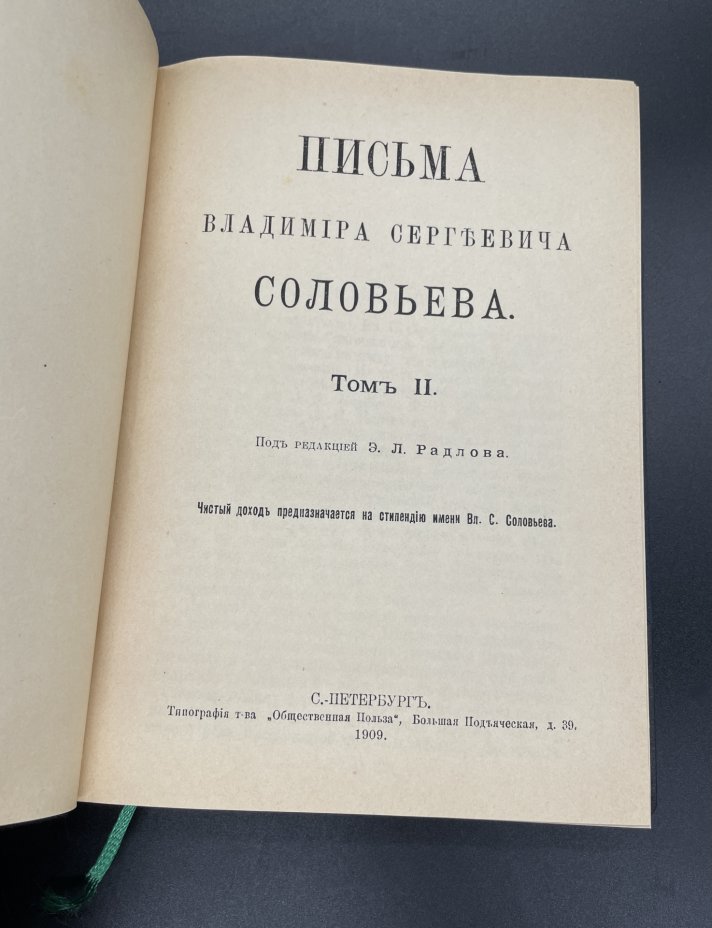 ПИСЬМА
ВЛАДИМІРА СЕРГѢЕВИЧА
СОЛОВЬЕВА.
Томъ II.
Подъ редакціей Э. Л. Радлова.
Чистый доходъ предназначается на стипендію имени Вл. С. Соловьева.
С.-ПЕТЕРБУРГЪ.
Типографія т-ва „Общественная Польза“, Большая Подъяческая, д. 39.
1909.